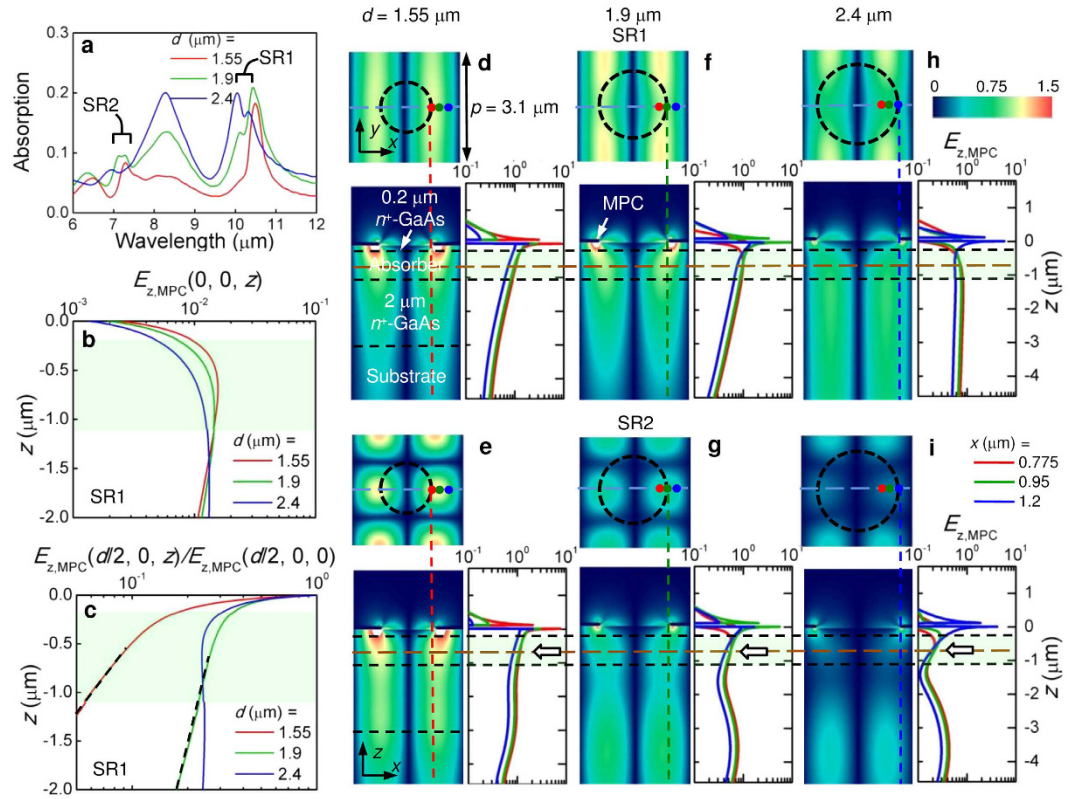 d = 1.55 μm
1.9 μm
2.4 μm
SR1
a
d (μm) =
1.55
1.9
2.4
SR1
SR2
Absorption
0.3
0.2
0.1
0.0
6 7 8 9 10 11 12
Wavelength (μm)
d
p = 3.1 μm
y
x
f
h
0 0.75 1.5
E_z,MPC
10⁻¹ 10⁰ 10¹
10⁻¹ 10⁰ 10¹
10⁻¹ 10⁰ 10¹
0.2 μm
n⁺-GaAs
Absorber
2 μm
n⁺-GaAs
Substrate
MPC
1
0
-1
-2
-3
-4
z (μm)
E_z,MPC(0, 0, z)
10⁻³ 10⁻² 10⁻¹
b
0.0
-0.5
-1.0
-1.5
-2.0
z (μm)
d (μm) =
1.55
1.9
2.4
SR1
E_z,MPC(d/2, 0, z)/E_z,MPC(d/2, 0, 0)
10⁻¹ 10⁰
c
0.0
-0.5
-1.0
-1.5
-2.0
z (μm)
d (μm) =
1.55
1.9
2.4
SR1
SR2
e
g
i
x (μm) =
0.775
0.95
1.2
E_z,MPC
10⁻¹ 10⁰ 10¹
10⁻¹ 10⁰ 10¹
10⁻¹ 10⁰ 10¹
z
x
1
0
-1
-2
-3
-4
z (μm)